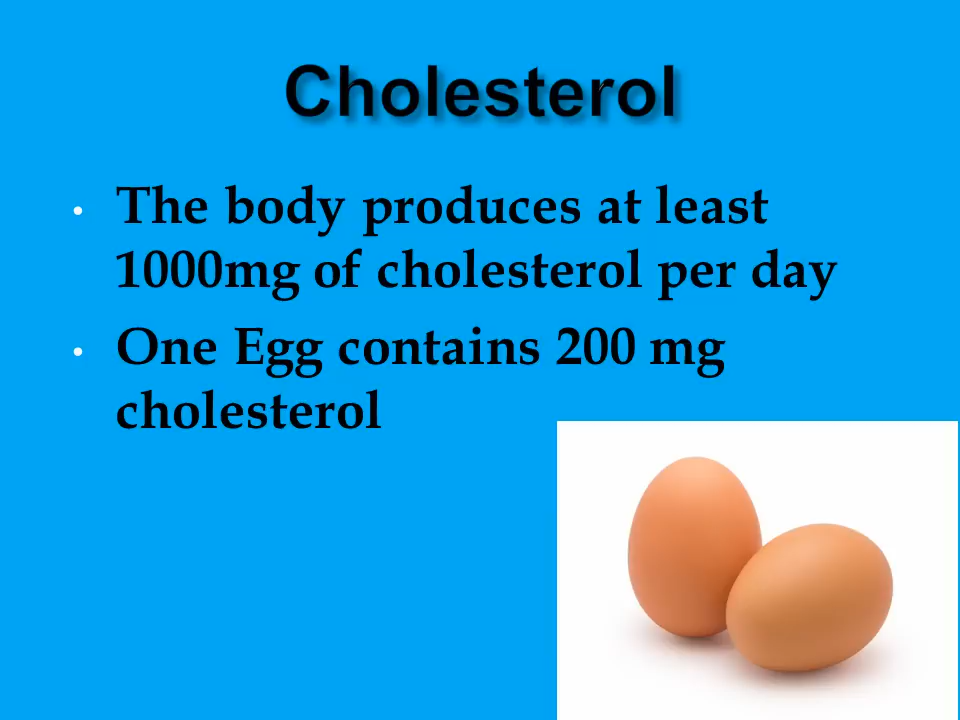 Cholesterol
• The body produces at least
1000mg of cholesterol per day
• One Egg contains 200 mg
cholesterol